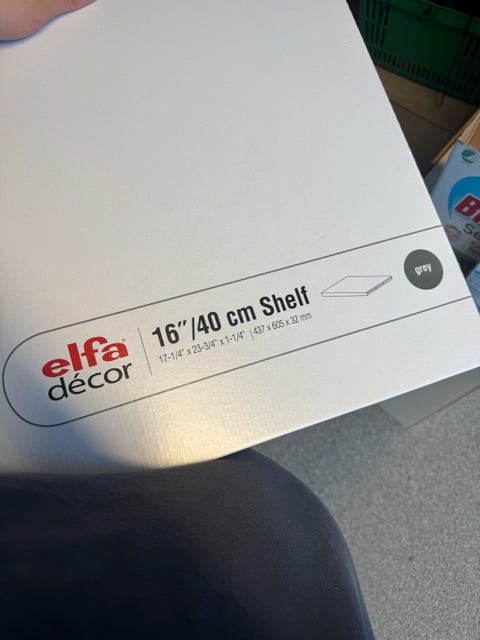 elfa
décor
16"/40 cm Shelf
17-1/4" x 23-3/4" x 1-1/4" | 437 x 605 x 32 mm
grey